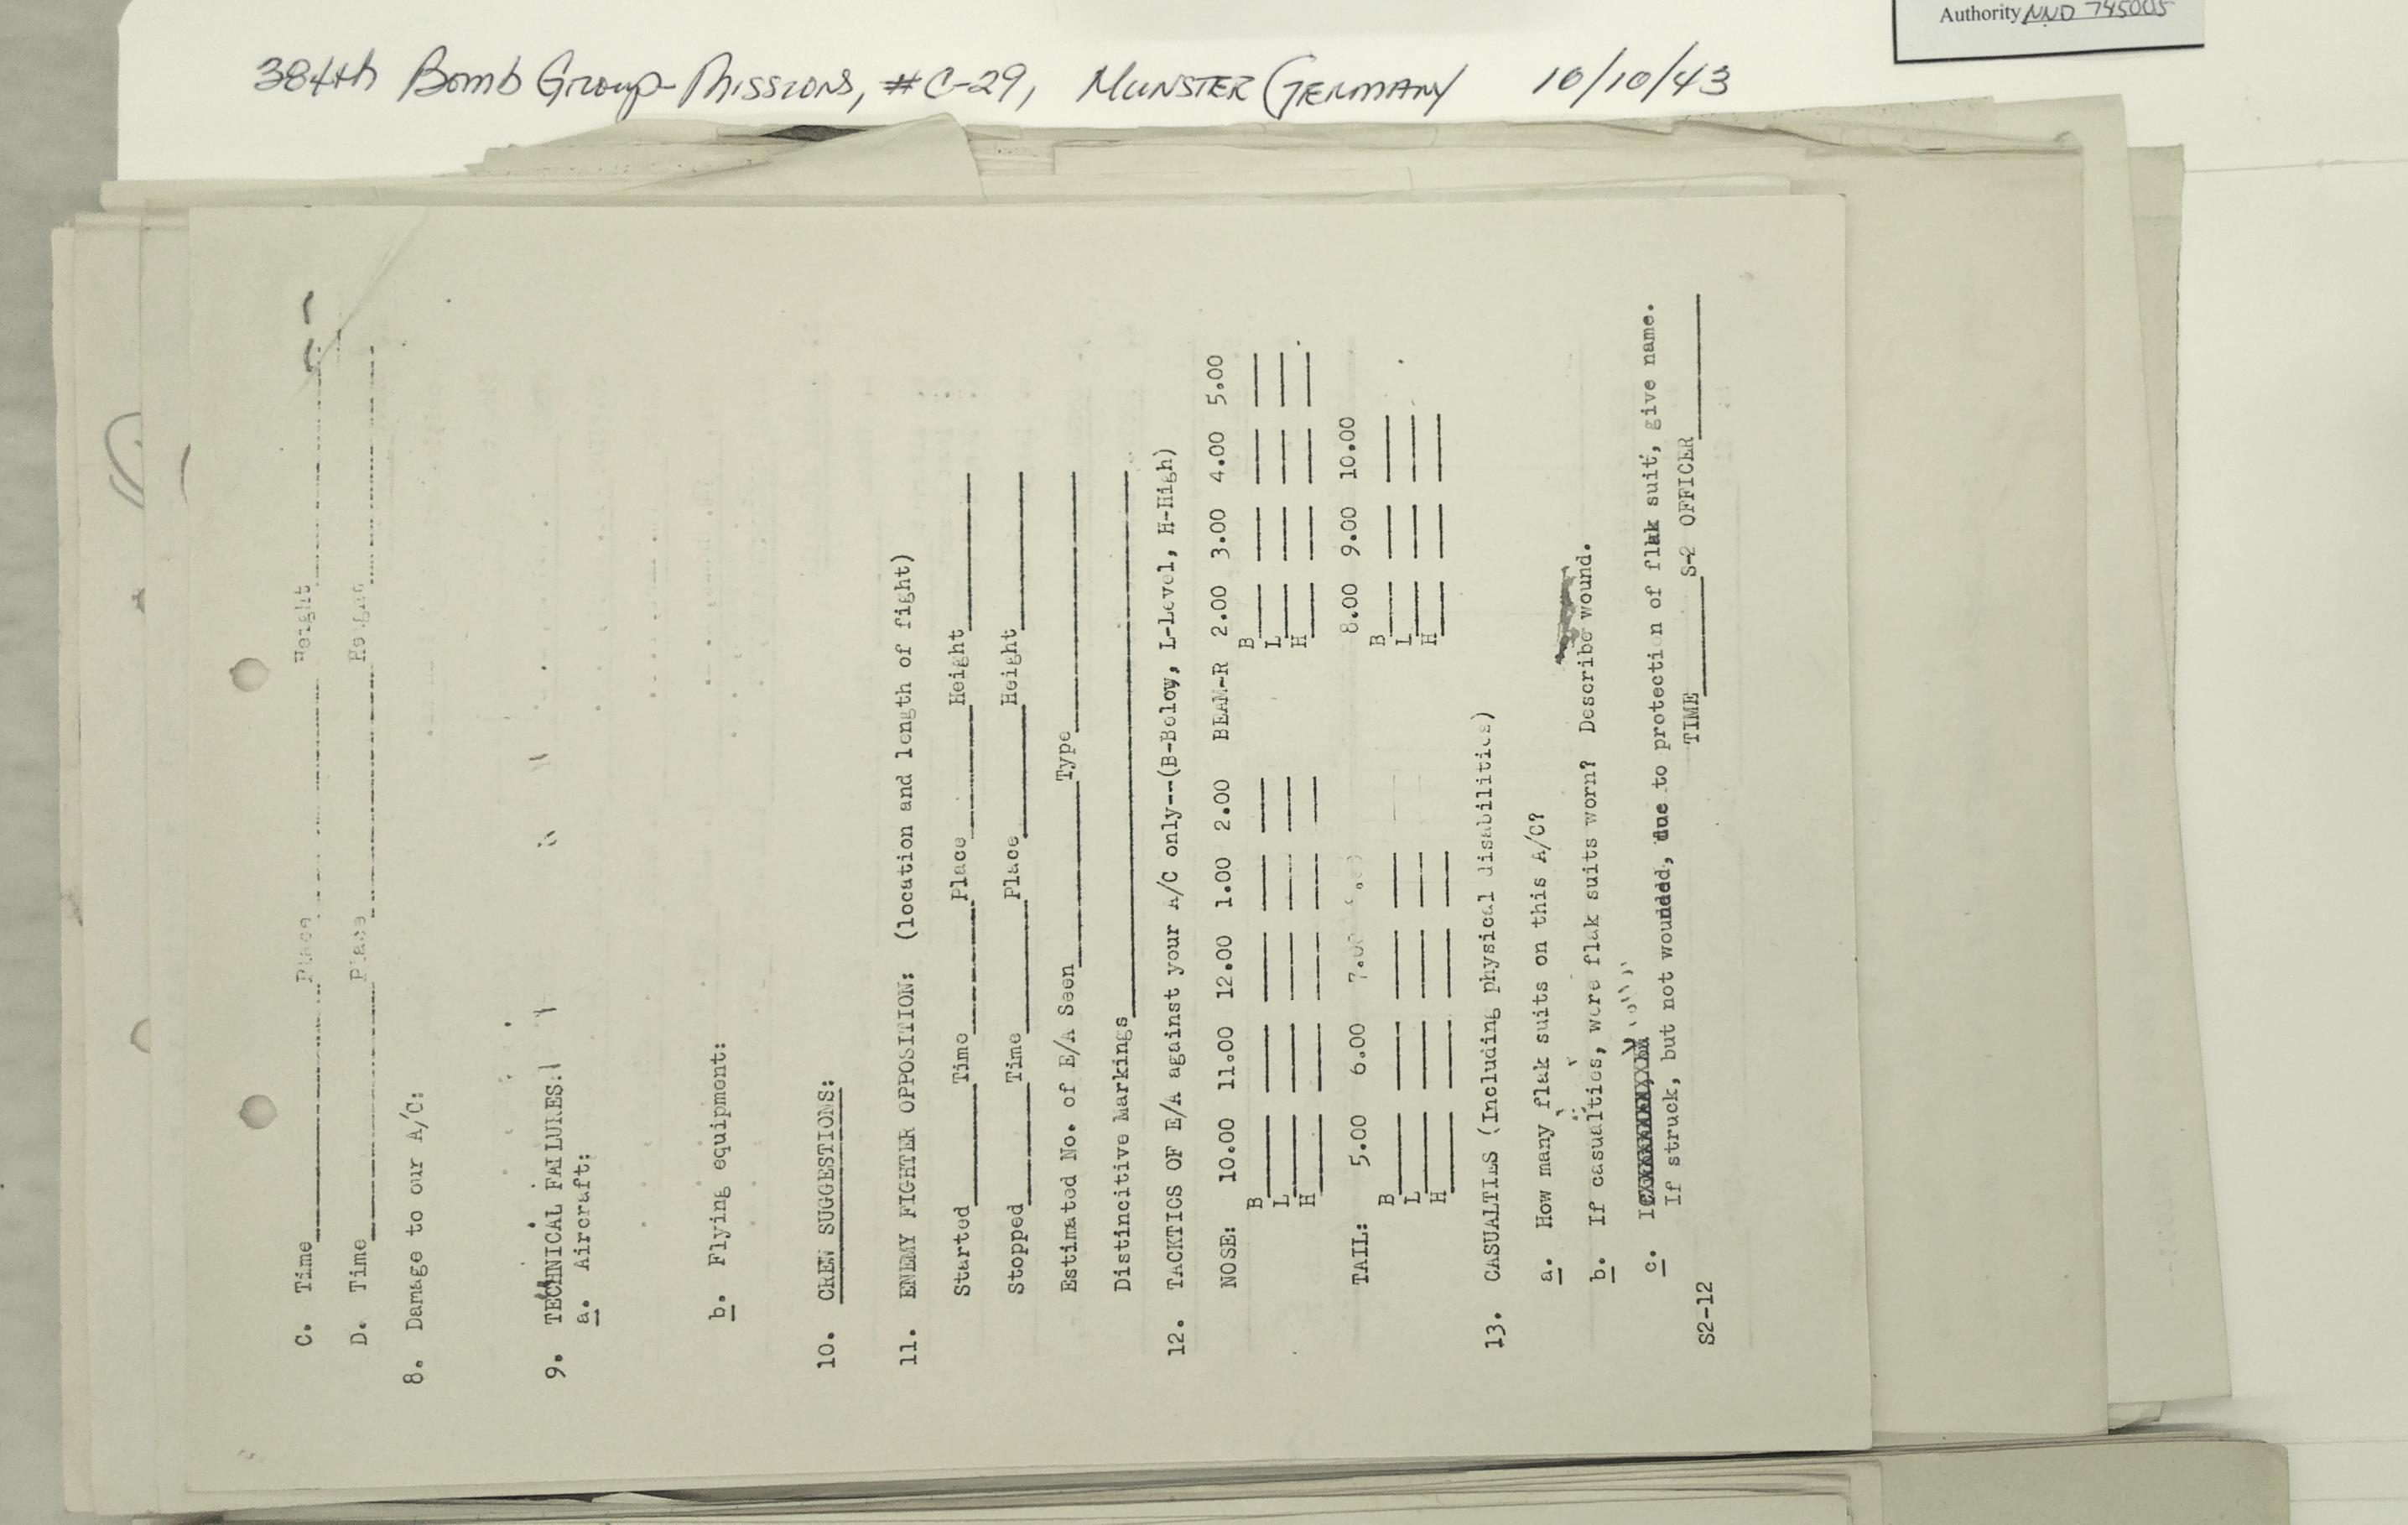 Authority NND 745005
384th Bomb Group-Missions, #C-29, MUNSTER GERMANY 10/10/43
C. Time Place Height
D. Time Place Height
8. Damage to our A/C:
9. TECHNICAL FAILURES:
a. Aircraft:
b. Flying equipment:
10. CREW SUGGESTIONS:
11. ENEMY FIGHTER OPPOSITION: (location and length of fight)
Started Time Place Height
Stopped Time Place Height
Estimated No. of E/A Seen Type
Distincitive Markings
12. TACKTICS OF E/A against your A/C only--(B-Below, L-Level, H-High)
NOSE: 10.00 11.00 12.00 1.00 2.00 BEAM-R 2.00 3.00 4.00 5.00
B B
L L
H H
TAIL: 5.00 6.00 7.00 8.00 9.00 10.00
B B
L L
H H
13. CASUALTIES (Including physical disabilities)
a. How many flak suits on this A/C?
b. If casualties, were flak suits worn? Describe wound.
c.
If struck, but not wounded, due to protection of flak suit, give name.
TIME S-2 OFFICER
S2-12